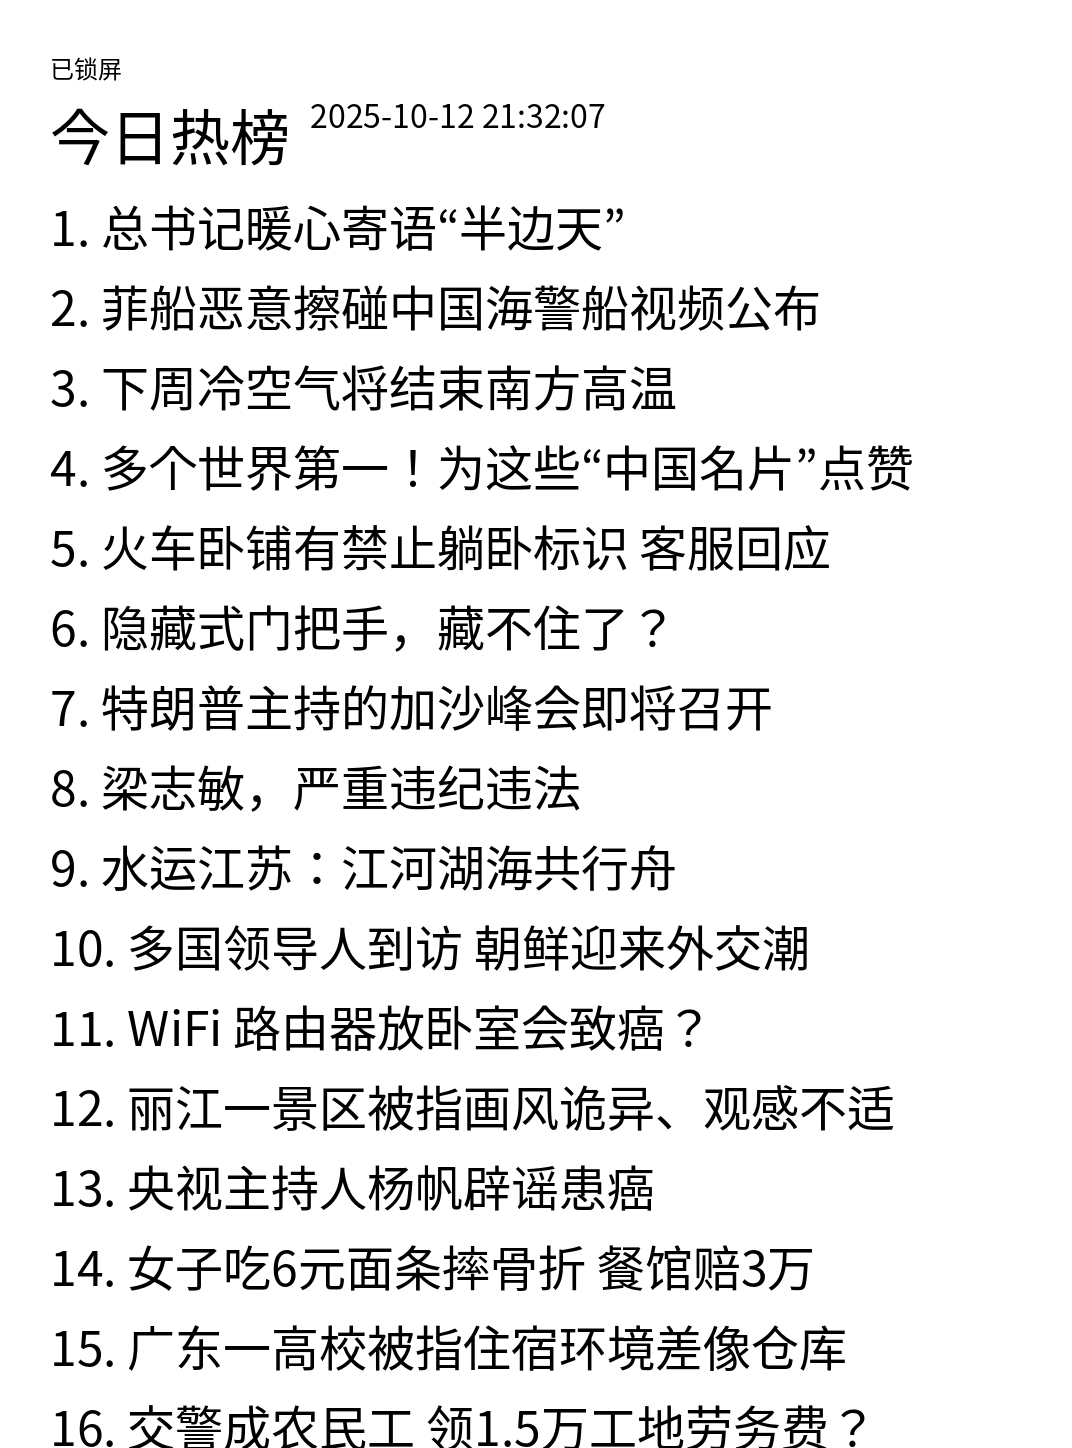 已锁屏
今日热榜 2025-10-12 21:32:07
1. 总书记暖心寄语“半边天”
2. 菲船恶意擦碰中国海警船视频公布
3. 下周冷空气将结束南方高温
4. 多个世界第一！为这些“中国名片”点赞
5. 火车卧铺有禁止躺卧标识 客服回应
6. 隐藏式门把手，藏不住了？
7. 特朗普主持的加沙峰会即将召开
8. 梁志敏，严重违纪违法
9. 水运江苏：江河湖海共行舟
10. 多国领导人到访 朝鲜迎来外交潮
11. WiFi 路由器放卧室会致癌？
12. 丽江一景区被指画风诡异、观感不适
13. 央视主持人杨帆辟谣患癌
14. 女子吃6元面条摔骨折 餐馆赔3万
15. 广东一高校被指住宿环境差像仓库
16. 交警成农民工 领1.5万工地劳务费？